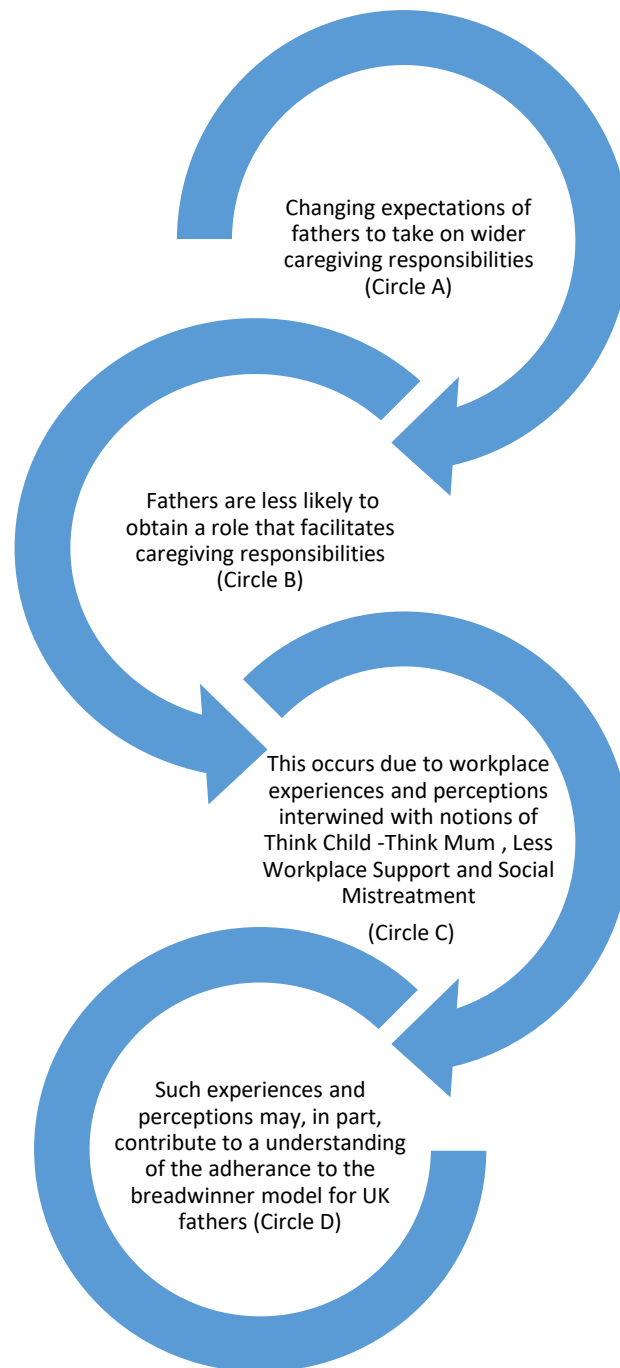 Changing expectations of
fathers to take on wider
caregiving responsibilities
(Circle A)
Fathers are less likely to
obtain a role that facilitates
caregiving responsibilities
(Circle B)
This occurs due to workplace
experiences and perceptions
interwined with notions of
Think Child -Think Mum , Less
Workplace Support and Social
Mistreatment
(Circle C)
Such experiences and
perceptions may, in part,
contribute to a understanding
of the adherance to the
breadwinner model for UK
fathers (Circle D)